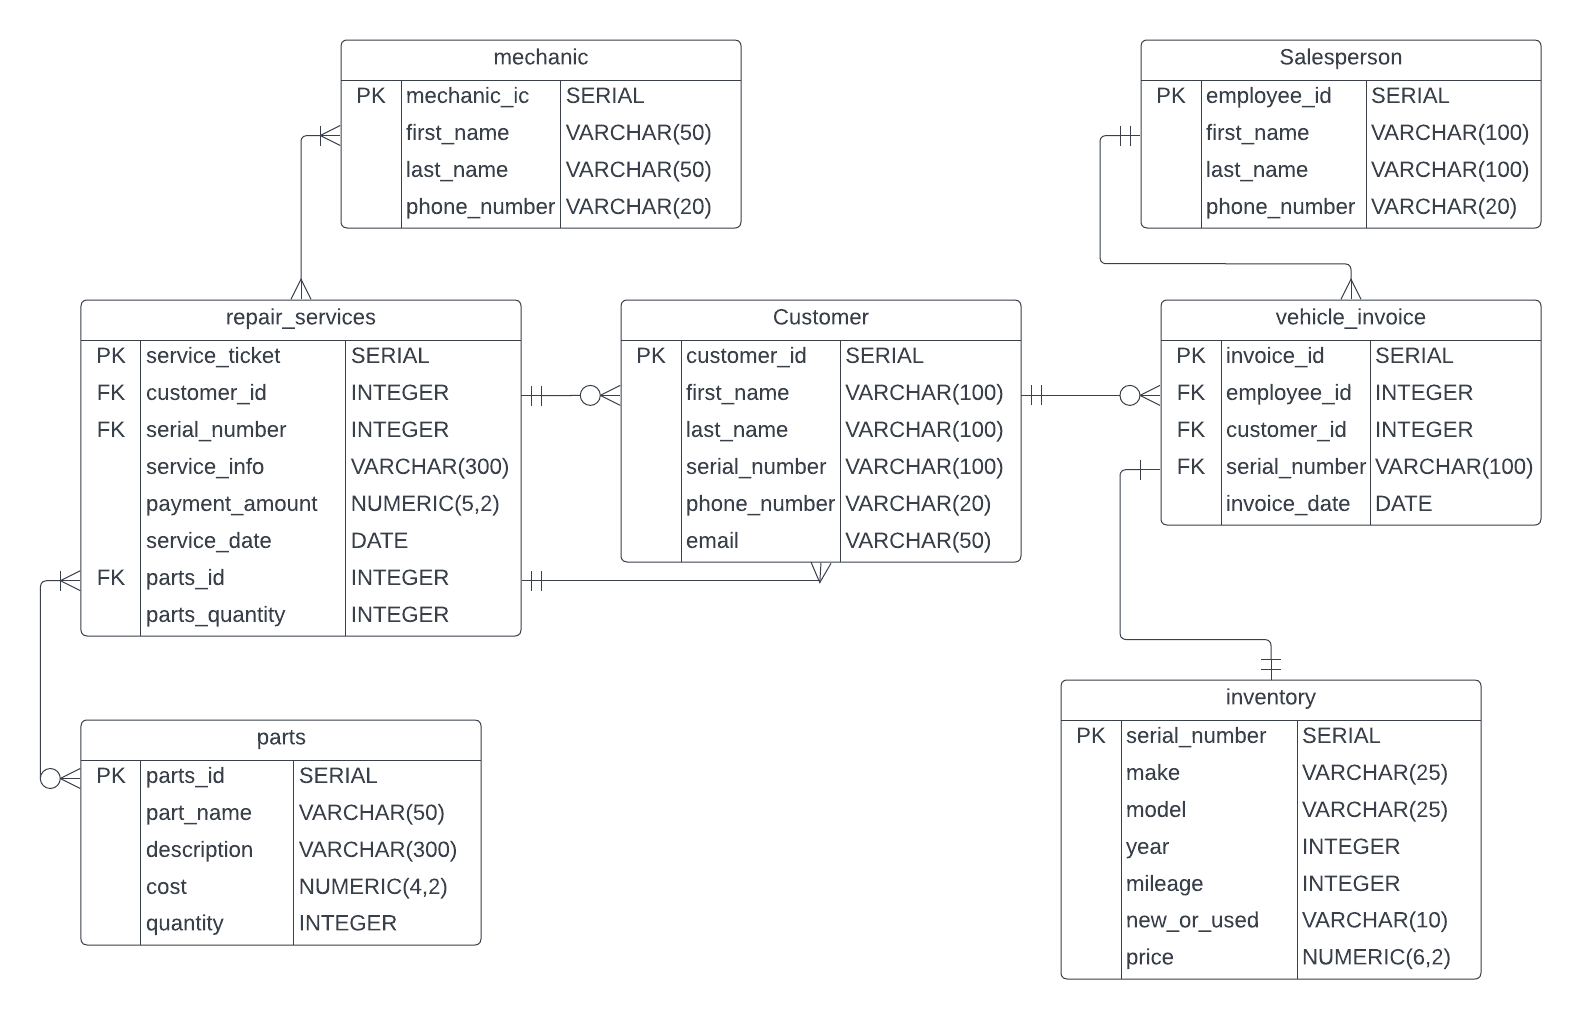 mechanic
PK mechanic_ic SERIAL
first_name VARCHAR(50)
last_name VARCHAR(50)
phone_number VARCHAR(20)
Salesperson
PK employee_id SERIAL
first_name VARCHAR(100)
last_name VARCHAR(100)
phone_number VARCHAR(20)
repair_services
PK service_ticket SERIAL
FK customer_id INTEGER
FK serial_number INTEGER
service_info VARCHAR(300)
payment_amount NUMERIC(5,2)
service_date DATE
FK parts_id INTEGER
parts_quantity INTEGER
Customer
PK customer_id SERIAL
first_name VARCHAR(100)
last_name VARCHAR(100)
serial_number VARCHAR(100)
phone_number VARCHAR(20)
email VARCHAR(50)
vehicle_invoice
PK invoice_id SERIAL
FK employee_id INTEGER
FK customer_id INTEGER
FK serial_number VARCHAR(100)
invoice_date DATE
parts
PK parts_id SERIAL
part_name VARCHAR(50)
description VARCHAR(300)
cost NUMERIC(4,2)
quantity INTEGER
inventory
PK serial_number SERIAL
make VARCHAR(25)
model VARCHAR(25)
year INTEGER
mileage INTEGER
new_or_used VARCHAR(10)
price NUMERIC(6,2)